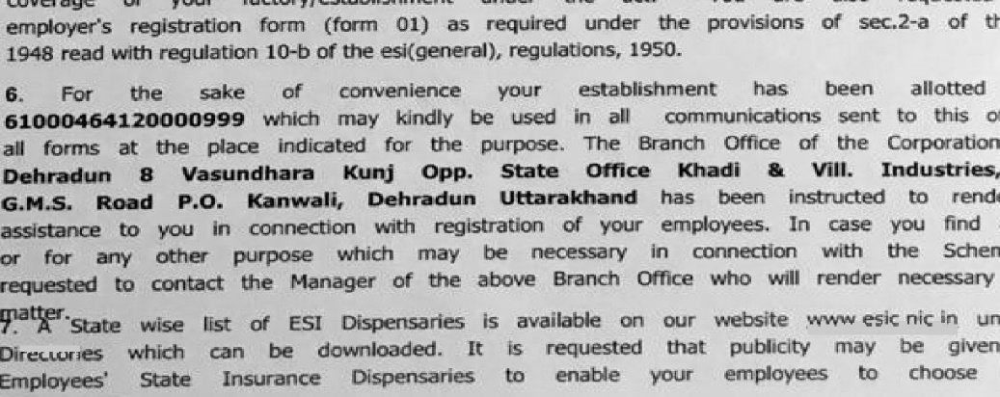 employer's registration form (form 01) as required under the provisions of sec.2-a of
1948 read with regulation 10-b of the esi(general), regulations, 1950.
6. For the sake of convenience your establishment has been allotted
61000464120000999 which may kindly be used in all communications sent to this
all forms at the place indicated for the purpose. The Branch Office of the Corporation
Dehradun 8 Vasundhara Kunj Opp. State Office Khadi & Vill. Industries,
G.M.S. Road P.O. Kanwali, Dehradun Uttarakhand has been instructed to
assistance to you in connection with registration of your employees. In case you find
or for any other purpose which may be necessary in connection with the
requested to contact the Manager of the above Branch Office who will render necessary
matter.
7. A State wise list of ESI Dispensaries is available on our website www esic nic in
Directories which can be downloaded. It is requested that publicity may be given
Employees' State Insurance Dispensaries to enable your employees to choose